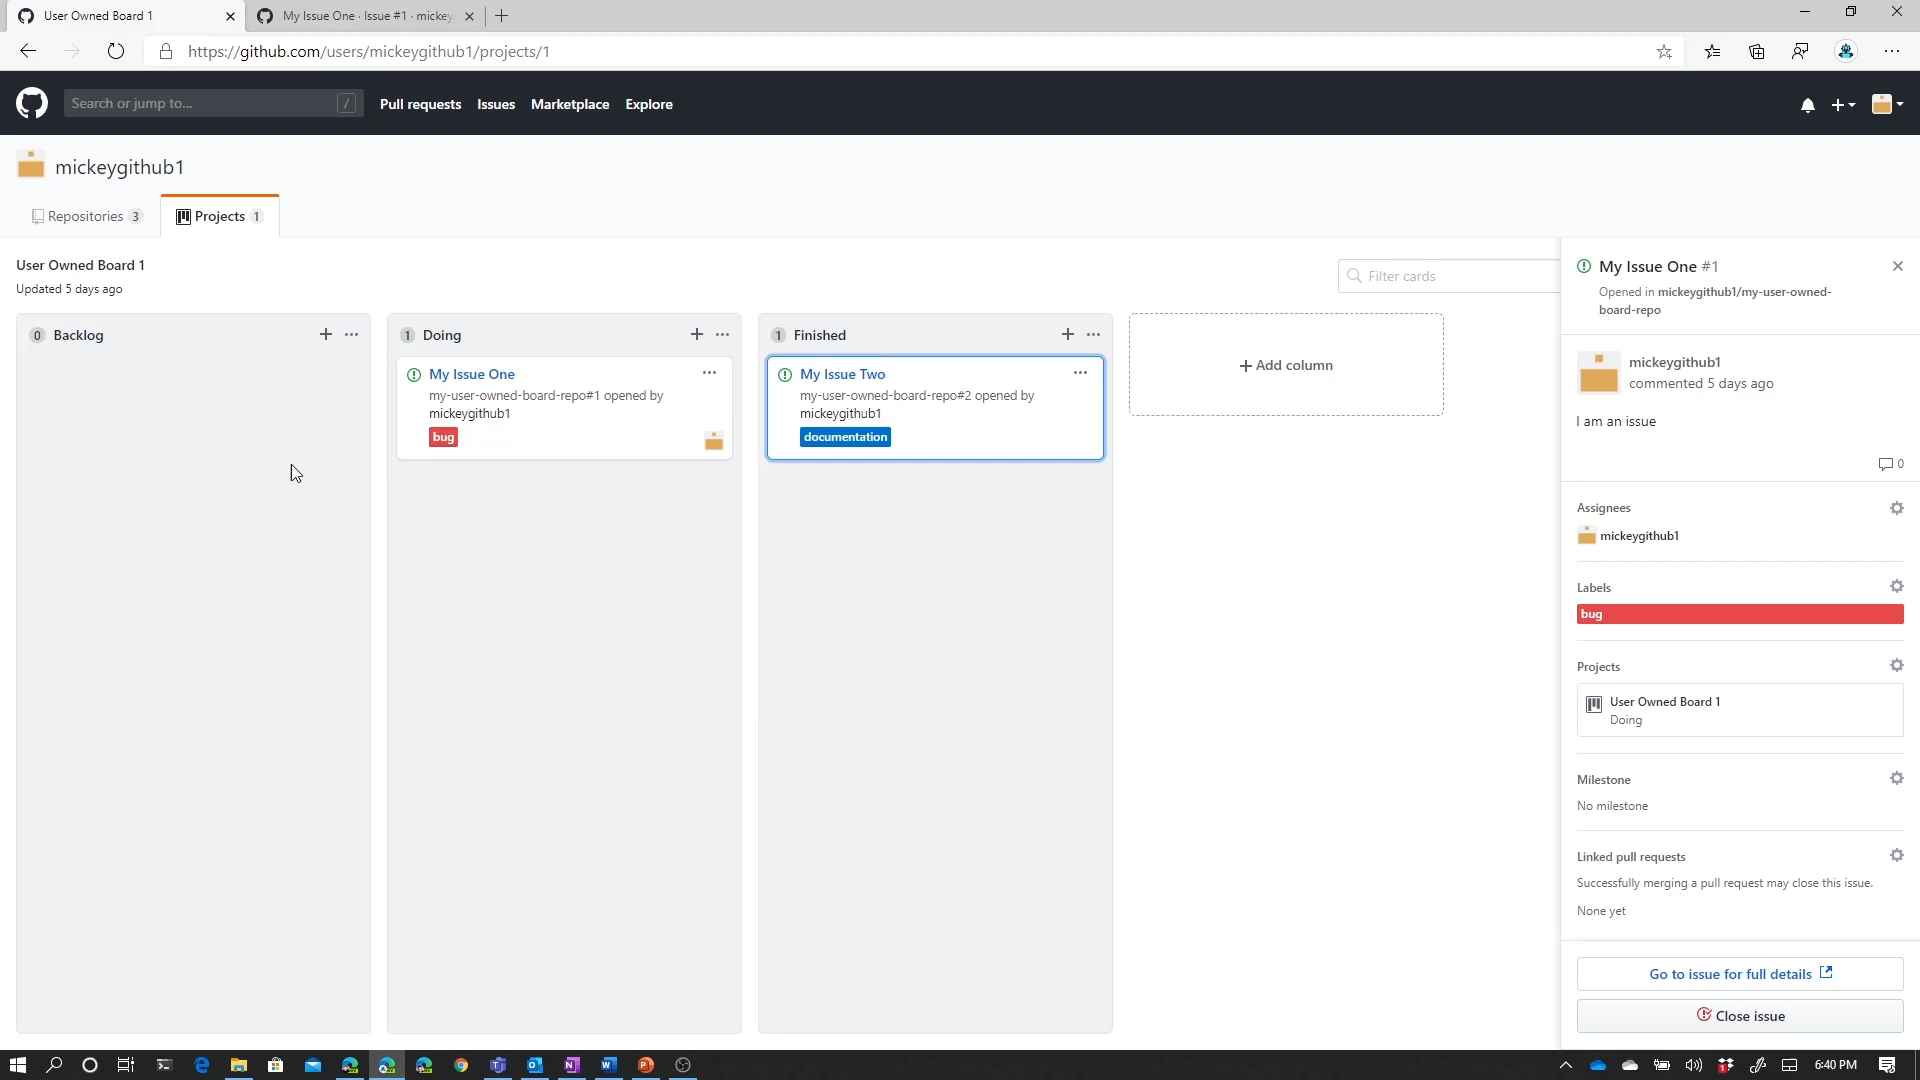 User Owned Board 1
My Issue One · Issue #1 · mickey
https://github.com/users/mickeygithub1/projects/1
Search or jump to...
/
Pull requests
Issues
Marketplace
Explore
mickeygithub1
Repositories 3
Projects 1
User Owned Board 1
Updated 5 days ago
Filter cards
0 Backlog
1 Doing
My Issue One
my-user-owned-board-repo#1 opened by
mickeygithub1
bug
1 Finished
My Issue Two
my-user-owned-board-repo#2 opened by
mickeygithub1
documentation
Add column
My Issue One #1
Opened in mickeygithub1/my-user-owned-
board-repo
mickeygithub1
commented 5 days ago
I am an issue
0
Assignees
mickeygithub1
Labels
bug
Projects
User Owned Board 1
Doing
Milestone
No milestone
Linked pull requests
Successfully merging a pull request may close this issue.
None yet
Go to issue for full details
Close issue
6:40 PM